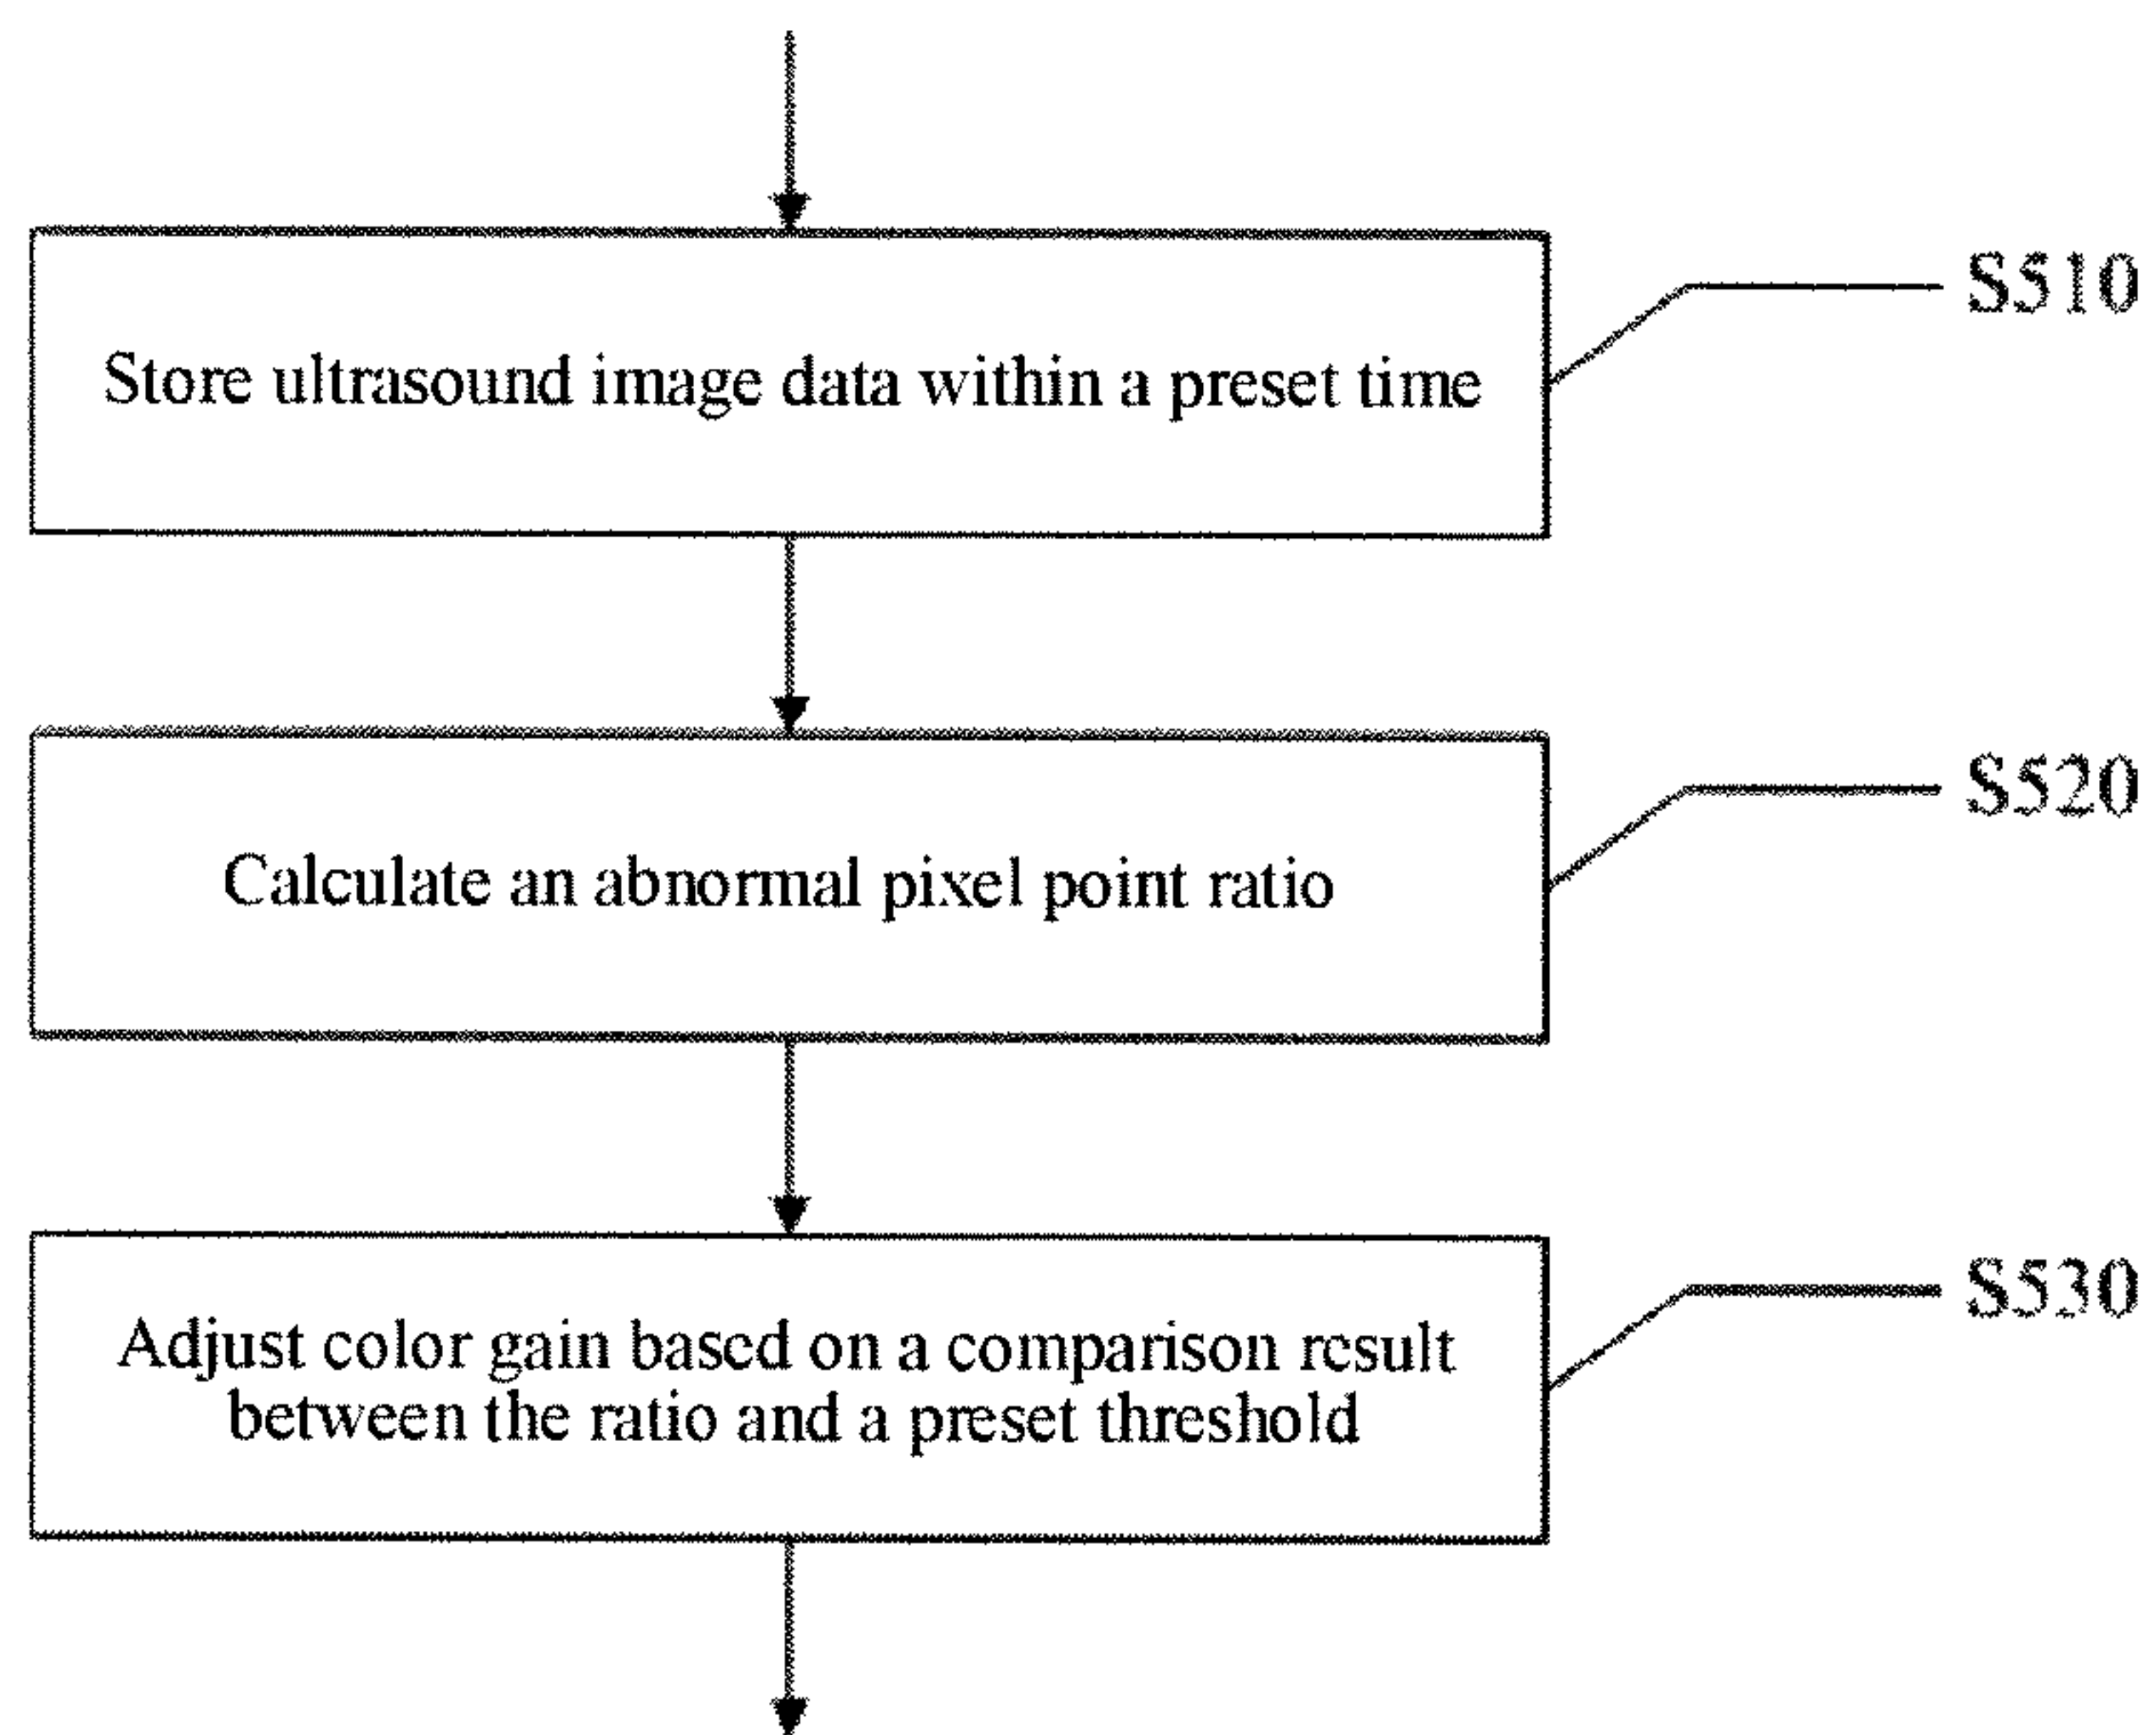 Store ultrasound image data within a preset time
S510
Calculate an abnormal pixel point ratio
S520
Adjust color gain based on a comparison result
between the ratio and a preset threshold
S530